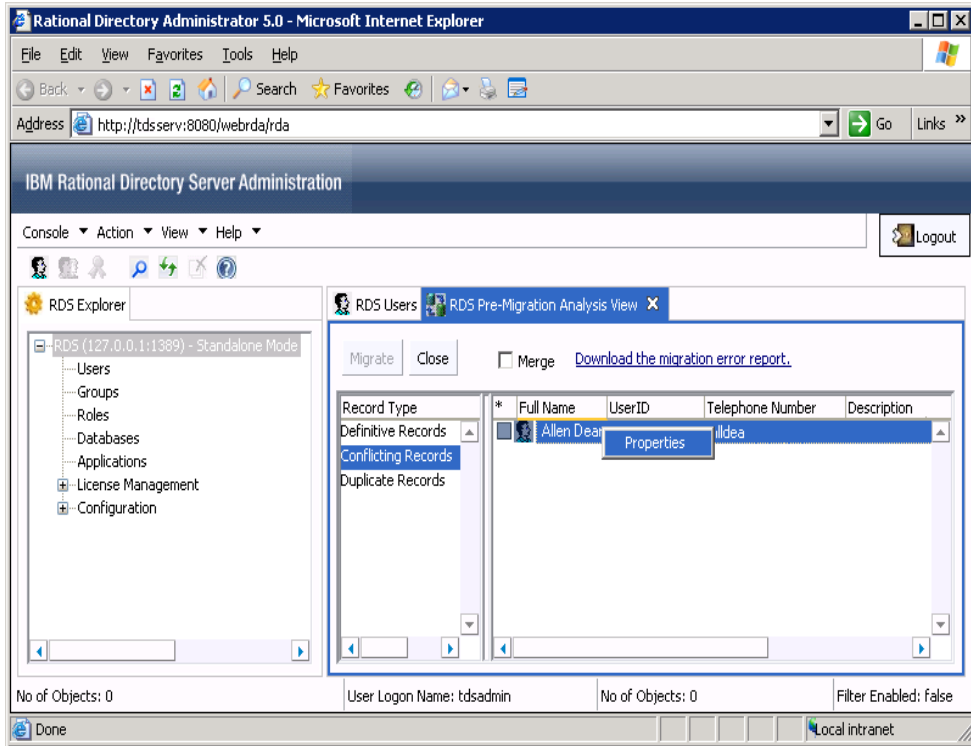 Rational Directory Administrator 5.0 - Microsoft Internet Explorer
File Edit View Favorites Tools Help
Back Search Favorites
Address http://tdsserv:8080/webrda/rda Go Links »
IBM Rational Directory Server Administration
Console Action View Help
Logout
RDS Explorer
RDS Users RDS Pre-Migration Analysis View X
RDS (127.0.0.1:1389) - Standalone Mode
Users
Groups
Roles
Databases
Applications
License Management
Configuration
Migrate Close Merge Download the migration error report.
Record Type
Definitive Records
Conflicting Records
Duplicate Records
* Full Name UserID Telephone Number Description
Allen Dear
Properties
No of Objects: 0 User Logon Name: tdsadmin No of Objects: 0 Filter Enabled: false
Done Local intranet